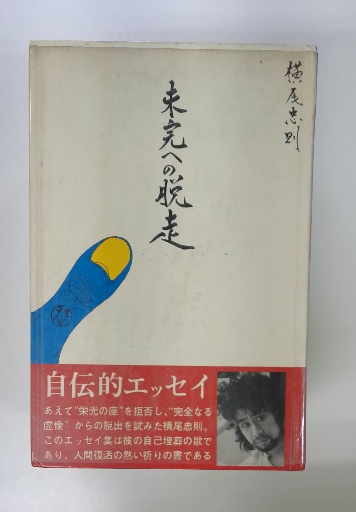 横尾忠則
未完への脱走
自伝的エッセイ
あえて"栄光の座"を拒否し、"完全なる
虚像"からの脱出を試みた横尾忠則。
このエッセイ集は彼の自己埋葬の歌で
あり、人間復活の熱い祈りの書である